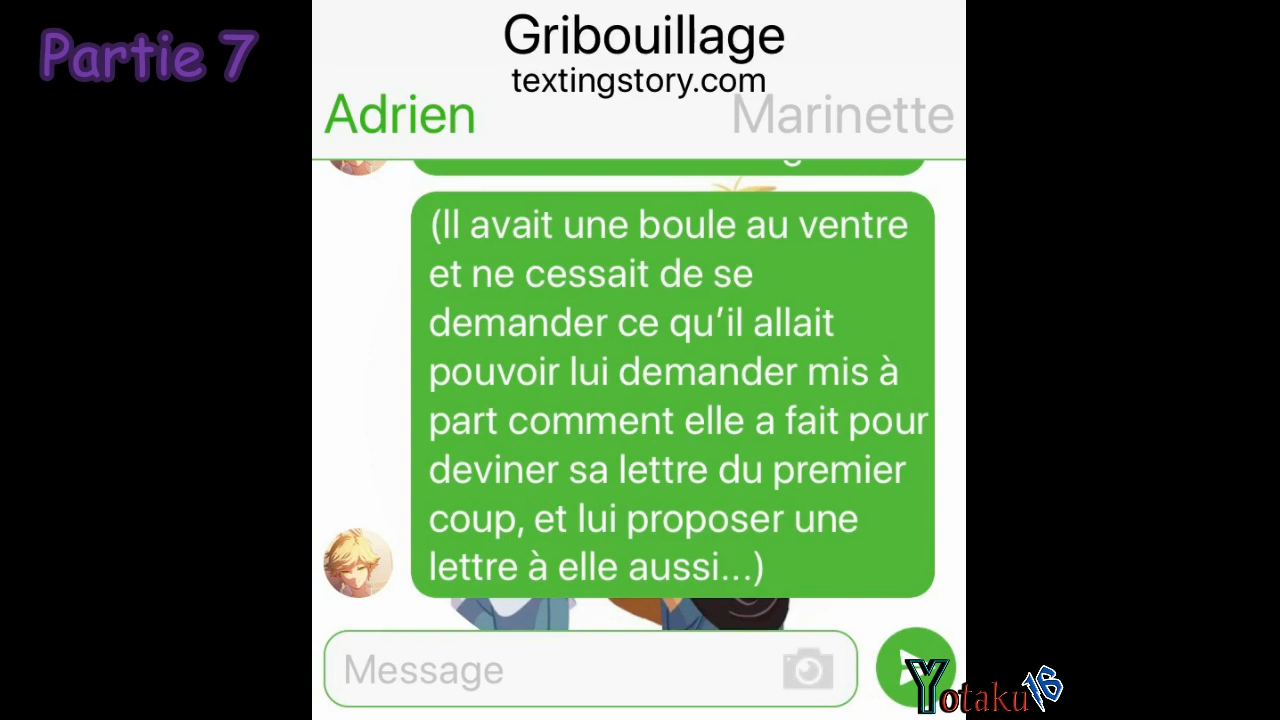 Partie 7
Gribouillage
textingstory.com
Adrien
Marinette
(Il avait une boule au ventre
et ne cessait de se
demander ce qu’il allait
pouvoir lui demander mis à
part comment elle a fait pour
deviner sa lettre du premier
coup, et lui proposer une
lettre à elle aussi...)
Message
Yotaku16